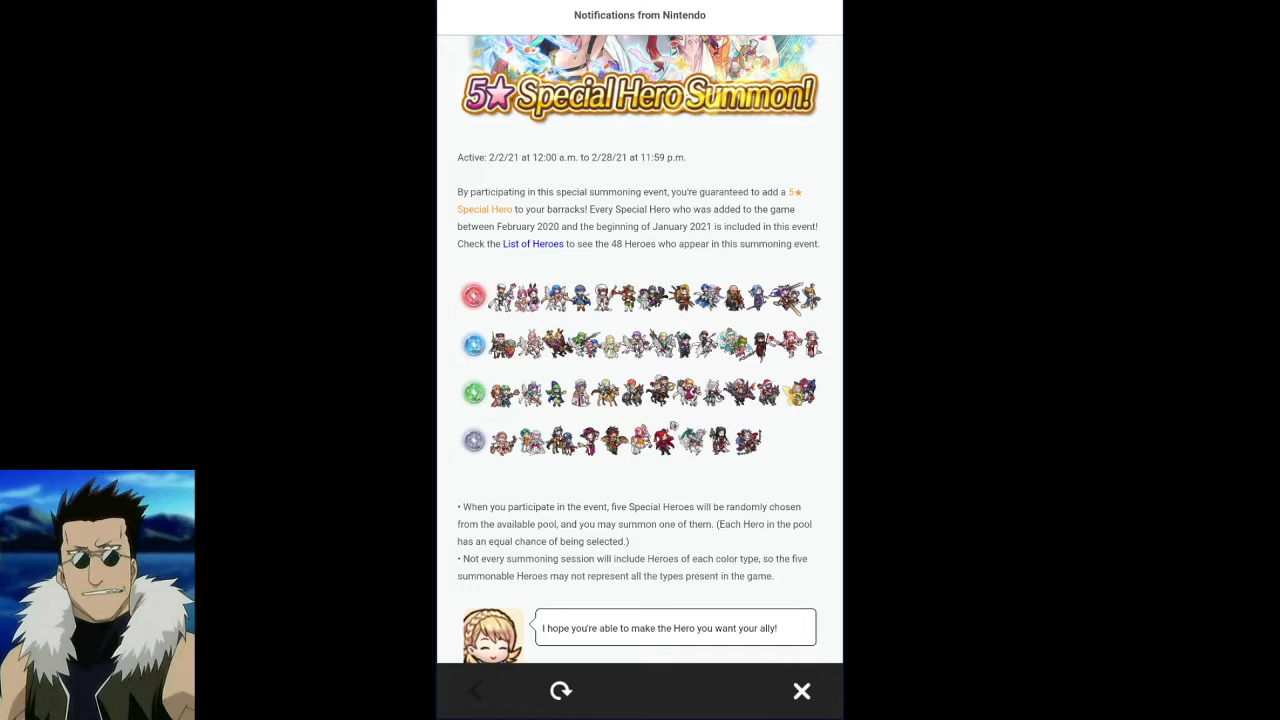 Notifications from Nintendo
5★ Special Hero Summon!
Active: 2/2/21 at 12:00 a.m. to 2/28/21 at 11:59 p.m.
By participating in this special summoning event, you're guaranteed to add a 5★
Special Hero to your barracks! Every Special Hero who was added to the game
between February 2020 and the beginning of January 2021 is included in this event!
Check the List of Heroes to see the 48 Heroes who appear in this summoning event.
• When you participate in the event, five Special Heroes will be randomly chosen
from the available pool, and you may summon one of them. (Each Hero in the pool
has an equal chance of being selected.)
• Not every summoning session will include Heroes of each color type, so the five
summonable Heroes may not represent all the types present in the game.
I hope you're able to make the Hero you want your ally!